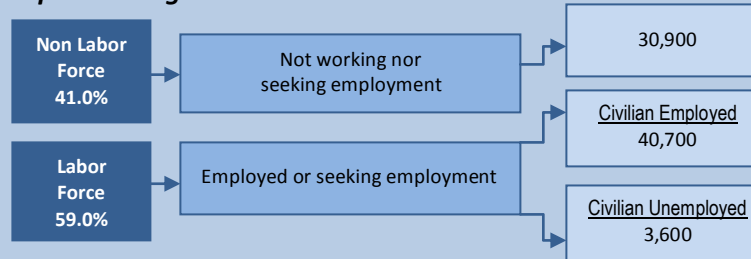 Non Labor
Force
41.0%
Not working nor
seeking employment
30,900
Labor
Force
59.0%
Employed or seeking employment
Civilian Employed
40,700
Civilian Unemployed
3,600